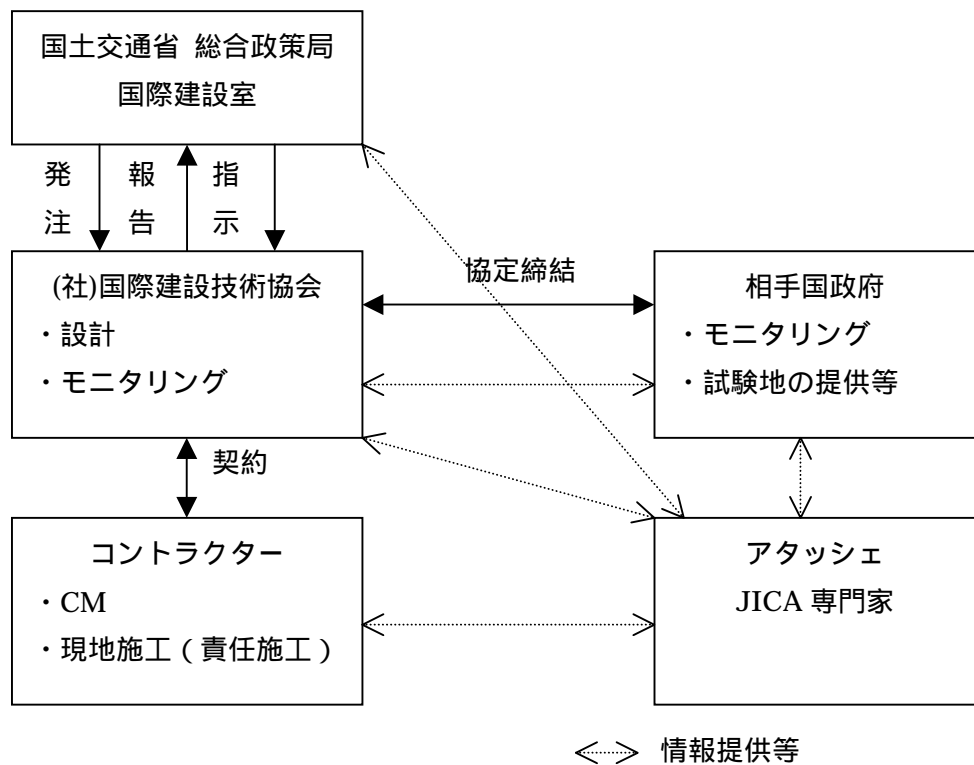 国土交通省 総合政策局
国際建設室
発注
報告
指示
(社)国際建設技術協会
・設計
・モニタリング
協定締結
相手国政府
・モニタリング
・試験地の提供等
契約
コントラクター
・CM
・現地施工（責任施工）
アタッシェ
JICA 専門家
情報提供等